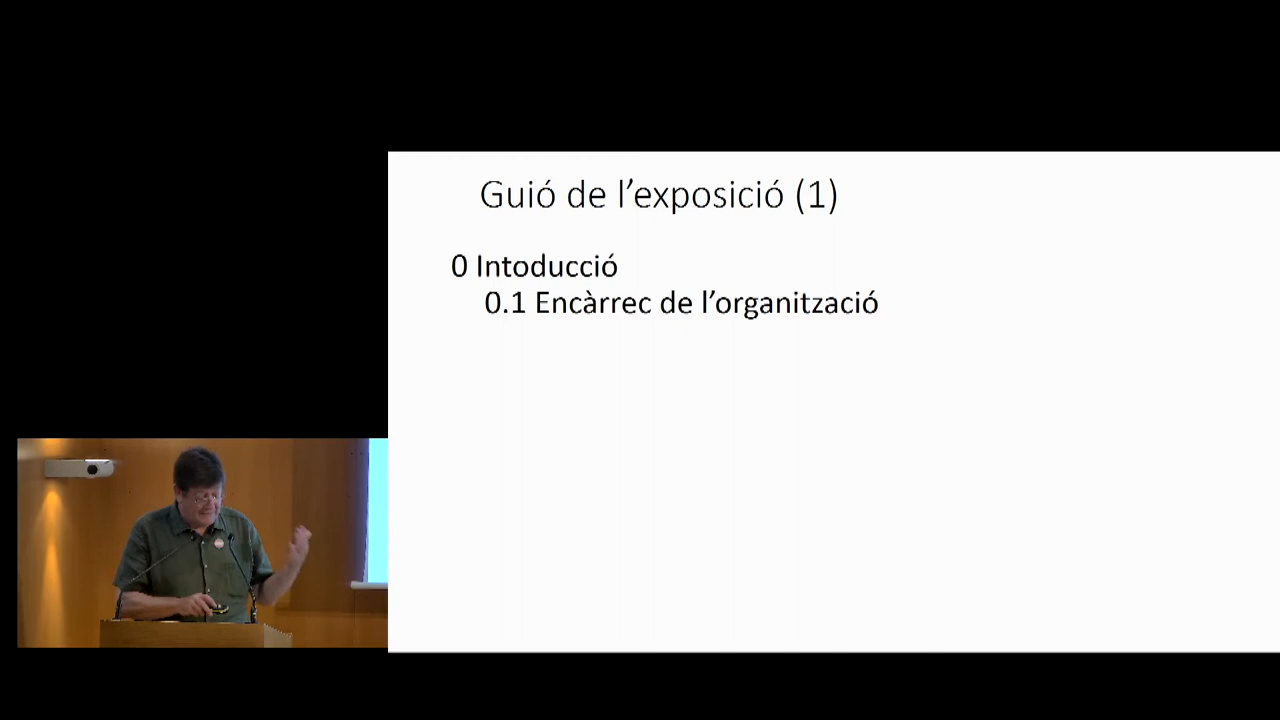 Guió de l’exposició (1)
0 Intoducció
0.1 Encàrrec de l’organització